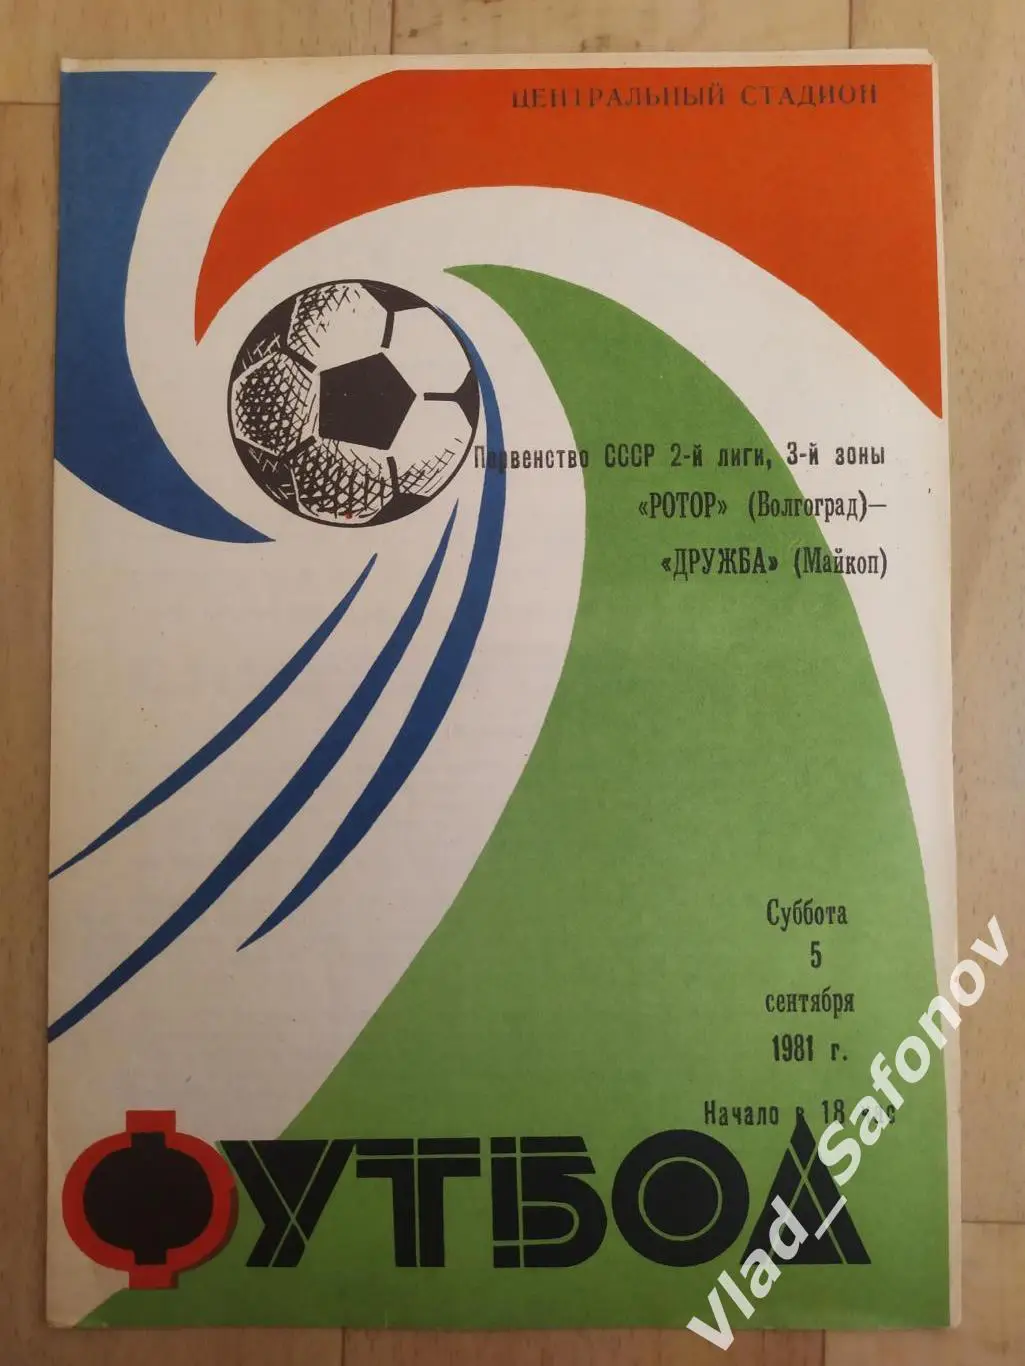 ЦЕНТРАЛЬНЫЙ СТАДИОН
Первенство СССР 2-й лиги, 3-й зоны
«РОТОР» (Волгоград)—
«ДРУЖБА» (Майкоп)
Суббота
5
сентября
1981 г.
Начало в 18 час
ФУТБОЛ
Vlad_Safonov